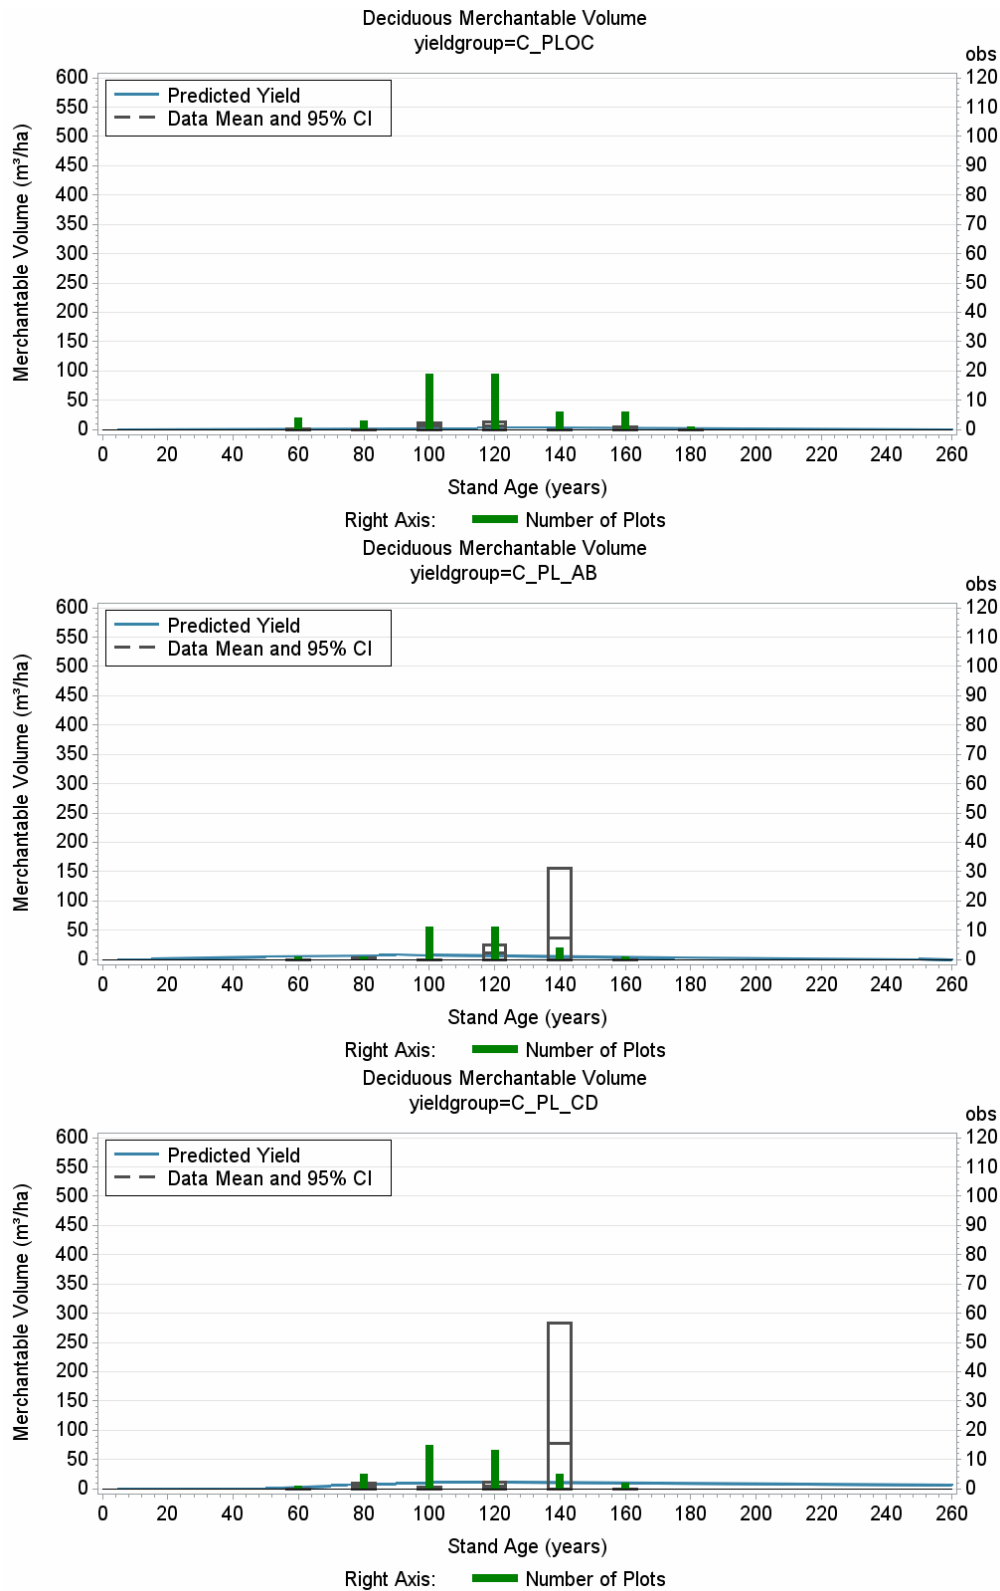 Deciduous Merchantable Volume
yieldgroup=C_PLOC
obs
Predicted Yield
Data Mean and 95% CI
600
550
500
450
400
350
300
250
200
150
100
50
0
Merchantable Volume (m³/ha)
120
110
100
90
80
70
60
50
40
30
20
10
0
0 20 40 60 80 100 120 140 160 180 200 220 240 260
Stand Age (years)
Right Axis: Number of Plots
Deciduous Merchantable Volume
yieldgroup=C_PL_AB
obs
Predicted Yield
Data Mean and 95% CI
600
550
500
450
400
350
300
250
200
150
100
50
0
Merchantable Volume (m³/ha)
120
110
100
90
80
70
60
50
40
30
20
10
0
0 20 40 60 80 100 120 140 160 180 200 220 240 260
Stand Age (years)
Right Axis: Number of Plots
Deciduous Merchantable Volume
yieldgroup=C_PL_CD
obs
Predicted Yield
Data Mean and 95% CI
600
550
500
450
400
350
300
250
200
150
100
50
0
Merchantable Volume (m³/ha)
120
110
100
90
80
70
60
50
40
30
20
10
0
0 20 40 60 80 100 120 140 160 180 200 220 240 260
Stand Age (years)
Right Axis: Number of Plots